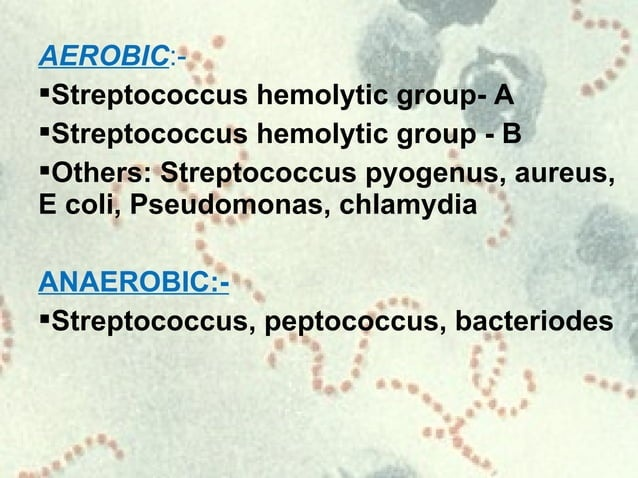 AEROBIC:-
▪Streptococcus hemolytic group- A
▪Streptococcus hemolytic group - B
▪Others: Streptococcus pyogenus, aureus,
E coli, Pseudomonas, chlamydia
ANAEROBIC:-
▪Streptococcus, peptococcus, bacteriodes